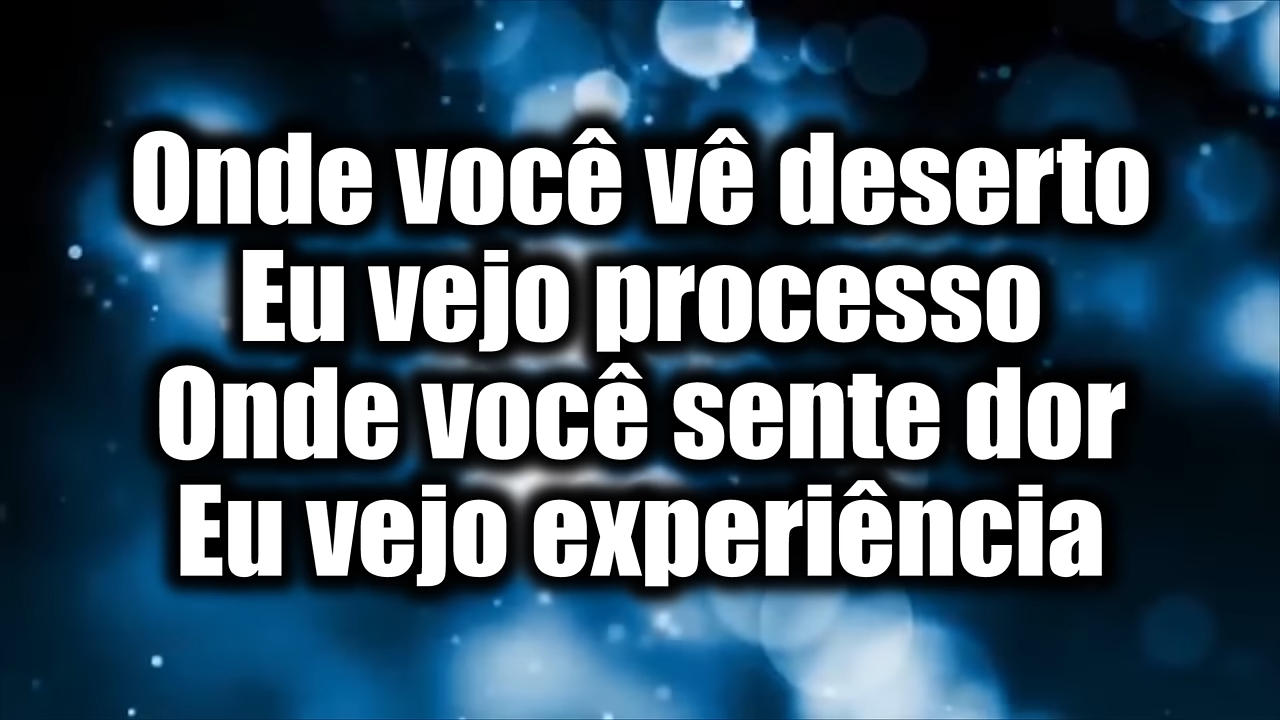 Onde você vê deserto
Eu vejo processo
Onde você sente dor
Eu vejo experiência